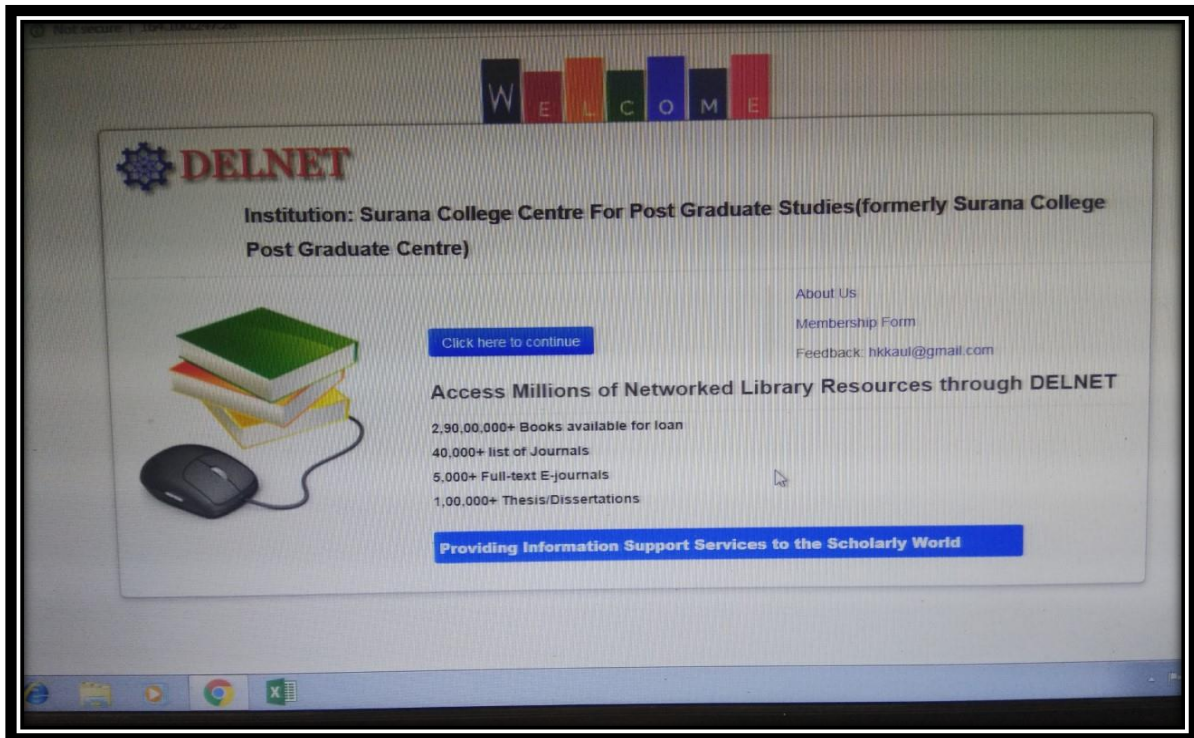 Not secure
WELCOME
DELNET
Institution: Surana College Centre For Post Graduate Studies(formerly Surana College
Post Graduate Centre)
About Us
Click here to continue
Membership Form
Feedback: hkkaul@gmail.com
Access Millions of Networked Library Resources through DELNET
2,90,00,000+ Books available for loan
40,000+ list of Journals
5,000+ Full-text E-journals
1,00,000+ Thesis/Dissertations
Providing Information Support Services to the Scholarly World